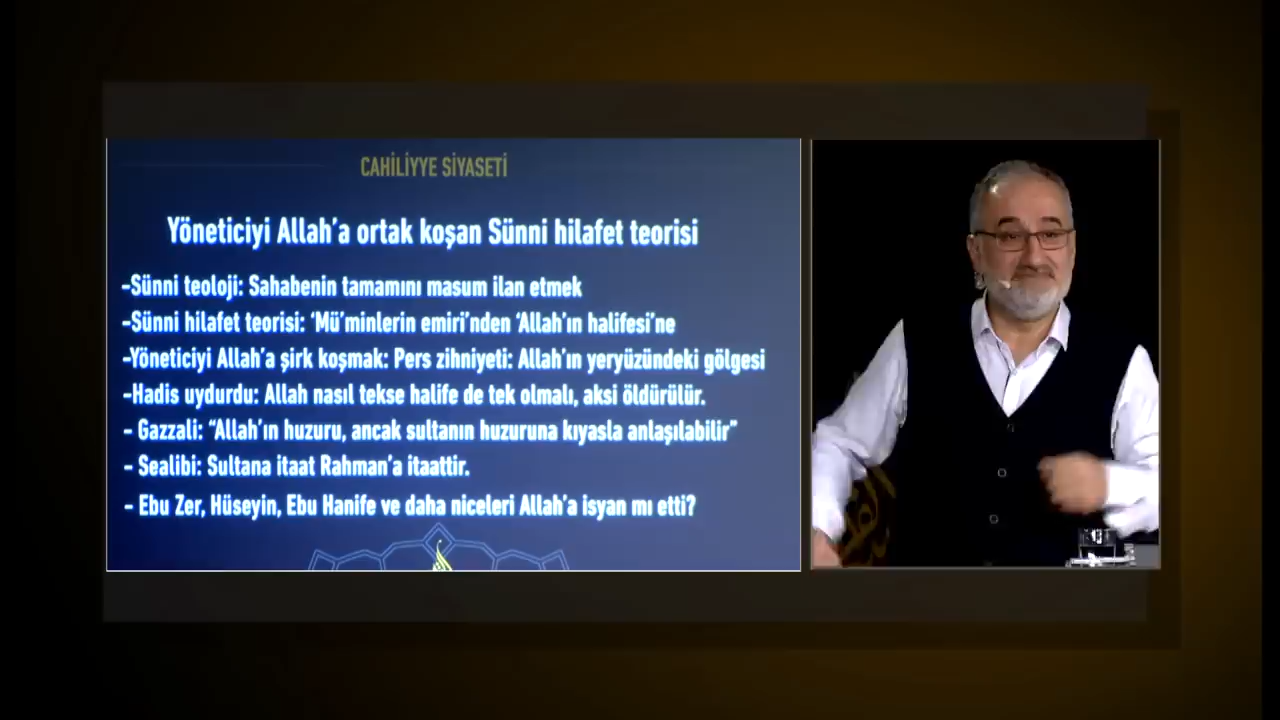 CAHİLİYYE SİYASETİ
Yöneticiyi Allah'a ortak koşan Sünni hilafet teorisi
-Sünni teoloji: Sahabenin tamamını masum ilan etmek
-Sünni hilafet teorisi: 'Mü'minlerin emiri'nden 'Allah'ın halifesi'ne
-Yöneticiyi Allah'a şirk koşmak: Pers zihniyeti: Allah'ın yeryüzündeki gölgesi
-Hadis uydurdu: Allah nasıl tekse halife de tek olmalı, aksi öldürülür.
- Gazzali: "Allah'ın huzuru, ancak sultanın huzuruna kıyasla anlaşılabilir"
- Sealibi: Sultana itaat Rahman'a itaattir.
- Ebu Zer, Hüseyin, Ebu Hanife ve daha niceleri Allah'a isyan mı etti?